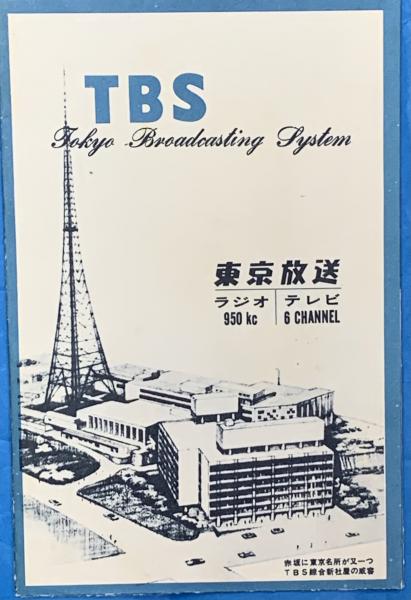 TBS
Tokyo Broadcasting System
東京放送
ラジオ テレビ
950 kc 6 CHANNEL
赤坂に東京名所が又一つ
TBS綜合新社屋の威容